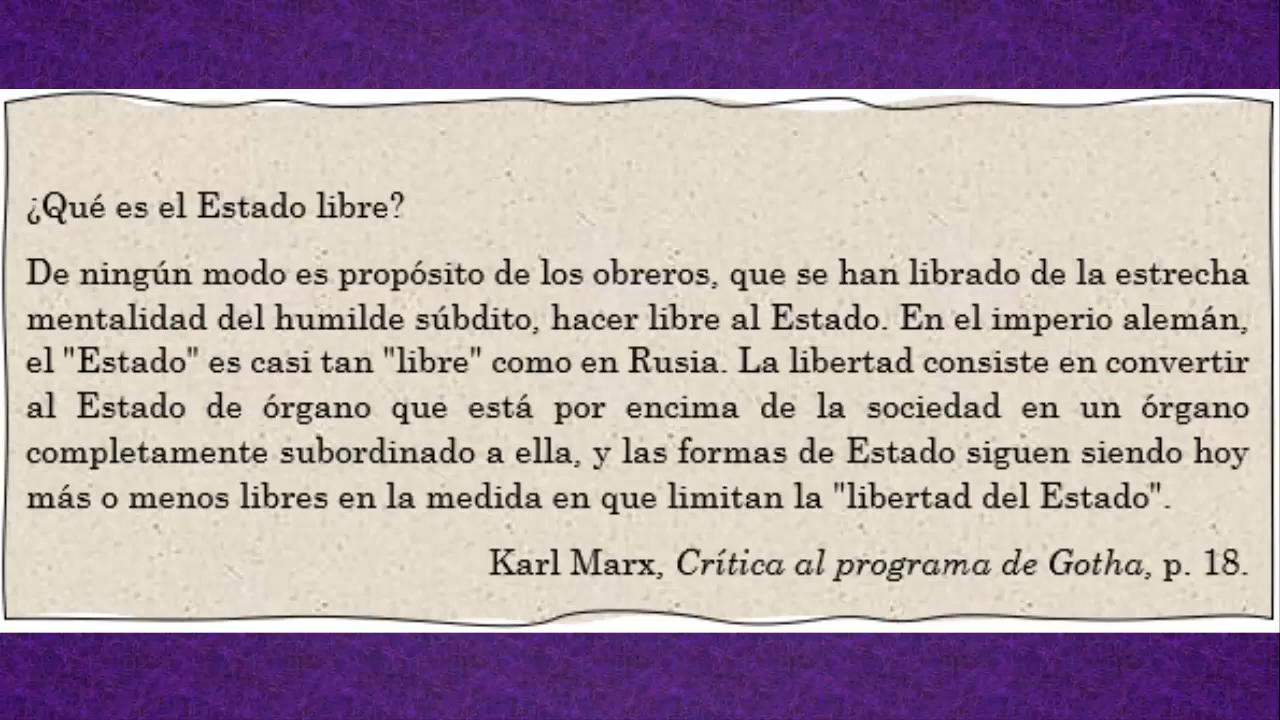 ¿Qué es el Estado libre?
De ningún modo es propósito de los obreros, que se han librado de la estrecha
mentalidad del humilde súbdito, hacer libre al Estado. En el imperio alemán,
el "Estado" es casi tan "libre" como en Rusia. La libertad consiste en convertir
al Estado de órgano que está por encima de la sociedad en un órgano
completamente subordinado a ella, y las formas de Estado siguen siendo hoy
más o menos libres en la medida en que limitan la "libertad del Estado".
Karl Marx, Crítica al programa de Gotha, p. 18.